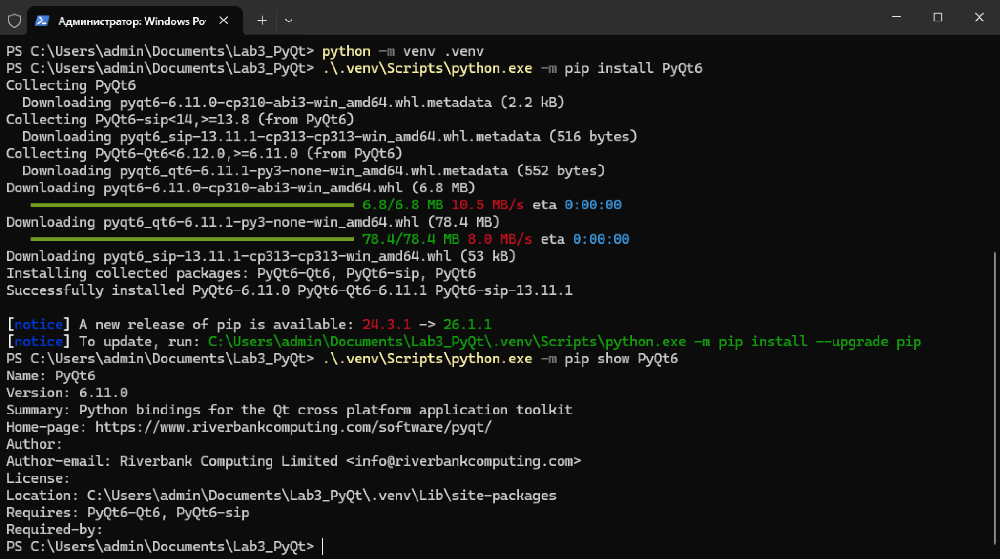 Администратор: Windows Po
PS C:\Users\admin\Documents\Lab3_PyQt> python -m venv .venv
PS C:\Users\admin\Documents\Lab3_PyQt> .\.venv\Scripts\python.exe -m pip install PyQt6
Collecting PyQt6
  Downloading pyqt6-6.11.0-cp310-abi3-win_amd64.whl.metadata (2.2 kB)
Collecting PyQt6-sip<14,>=13.8 (from PyQt6)
  Downloading pyqt6_sip-13.11.1-cp313-cp313-win_amd64.whl.metadata (516 bytes)
Collecting PyQt6-Qt6<6.12.0,>=6.11.0 (from PyQt6)
  Downloading pyqt6_qt6-6.11.1-py3-none-win_amd64.whl.metadata (552 bytes)
Downloading pyqt6-6.11.0-cp310-abi3-win_amd64.whl (6.8 MB)
6.8/6.8 MB 10.5 MB/s eta 0:00:00
Downloading pyqt6_qt6-6.11.1-py3-none-win_amd64.whl (78.4 MB)
78.4/78.4 MB 8.0 MB/s eta 0:00:00
Downloading pyqt6_sip-13.11.1-cp313-cp313-win_amd64.whl (53 kB)
Installing collected packages: PyQt6-Qt6, PyQt6-sip, PyQt6
Successfully installed PyQt6-6.11.0 PyQt6-Qt6-6.11.1 PyQt6-sip-13.11.1
[notice] A new release of pip is available: 24.3.1 -> 26.1.1
[notice] To update, run: C:\Users\admin\Documents\Lab3_PyQt\.venv\Scripts\python.exe -m pip install --upgrade pip
PS C:\Users\admin\Documents\Lab3_PyQt> .\.venv\Scripts\python.exe -m pip show PyQt6
Name: PyQt6
Version: 6.11.0
Summary: Python bindings for the Qt cross platform application toolkit
Home-page: https://www.riverbankcomputing.com/software/pyqt/
Author:
Author-email: Riverbank Computing Limited <info@riverbankcomputing.com>
License:
Location: C:\Users\admin\Documents\Lab3_PyQt\.venv\Lib\site-packages
Requires: PyQt6-Qt6, PyQt6-sip
Required-by:
PS C:\Users\admin\Documents\Lab3_PyQt>